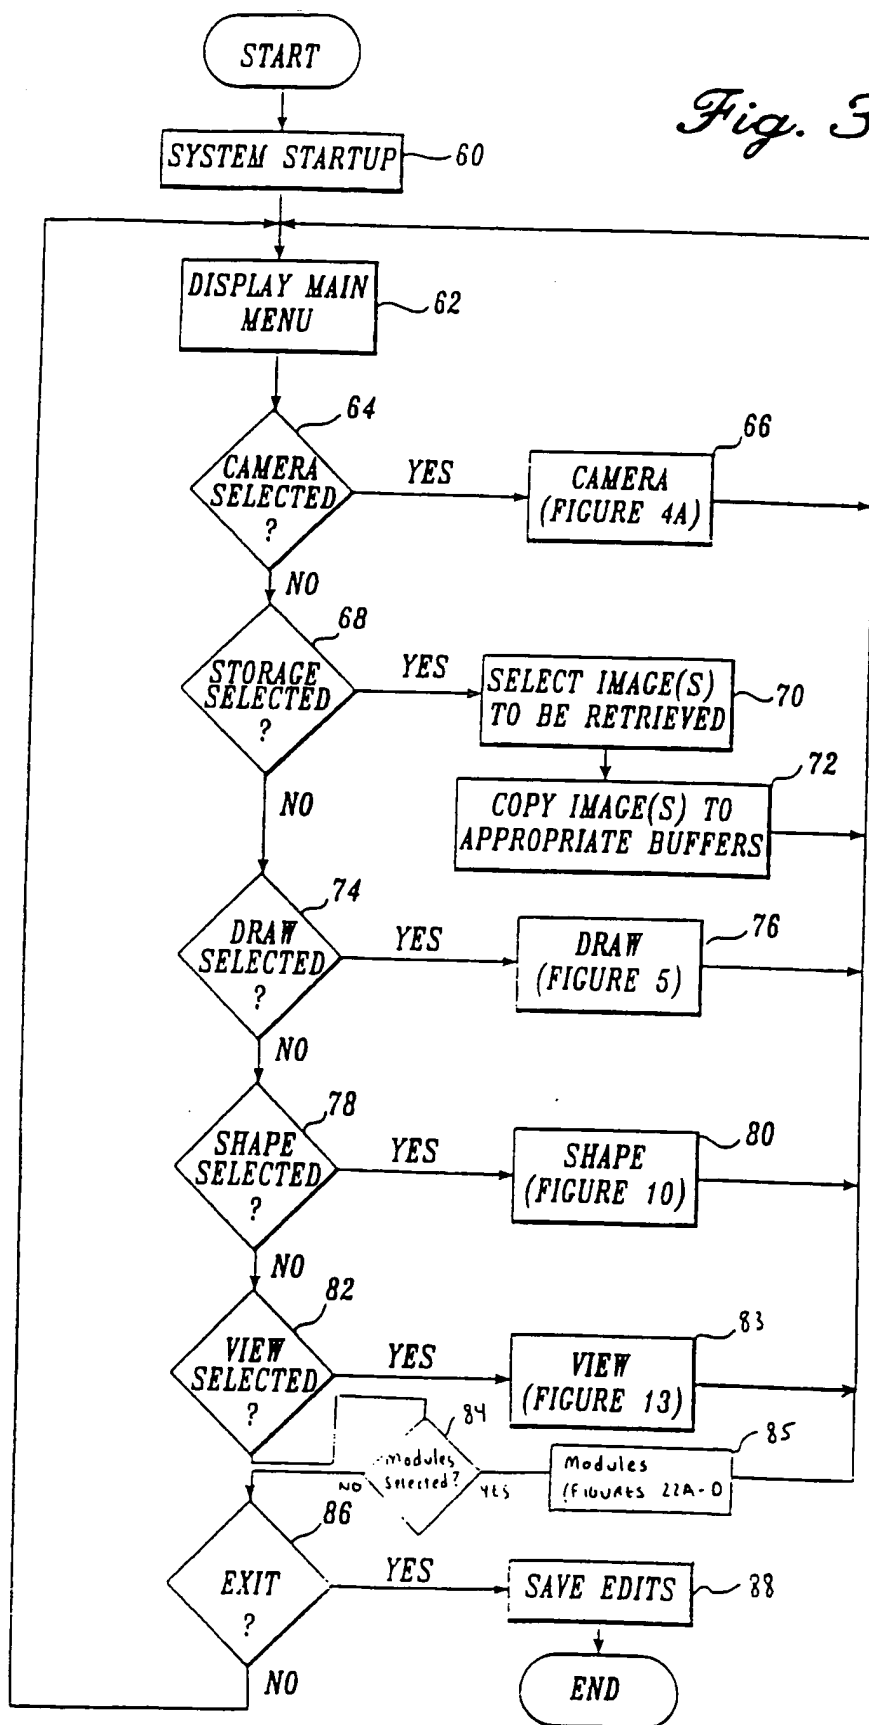 START
Fig. 3
SYSTEM STARTUP
60
DISPLAY MAIN
MENU
62
64
CAMERA
SELECTED
?
YES
66
CAMERA
(FIGURE 4A)
NO
68
STORAGE
SELECTED
?
YES
SELECT IMAGE(S)
TO BE RETRIEVED
70
72
COPY IMAGE(S) TO
APPROPRIATE BUFFERS
NO
74
DRAW
SELECTED
?
YES
76
DRAW
(FIGURE 5)
NO
78
SHAPE
SELECTED
?
YES
80
SHAPE
(FIGURE 10)
NO
82
VIEW
SELECTED
?
YES
83
VIEW
(FIGURE 13)
84
Modules
selected?
NO
YES
85
Modules
(FIGURES 22A-D
86
EXIT
?
YES
SAVE EDITS
88
NO
END